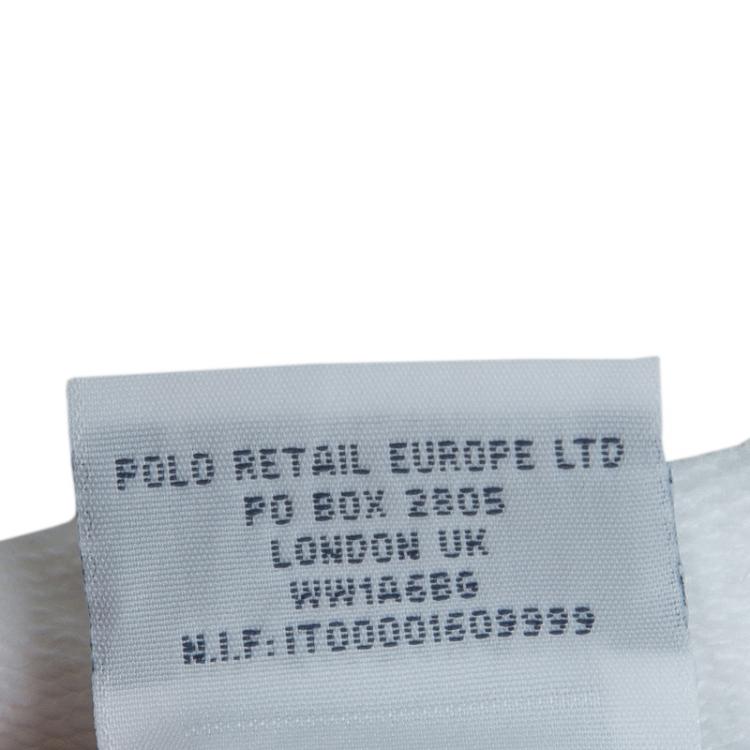 POLO RETAIL EUROPE LTD
PO BOX 2805
LONDON UK
WW1A6BG
N.I.F:IT00001609999